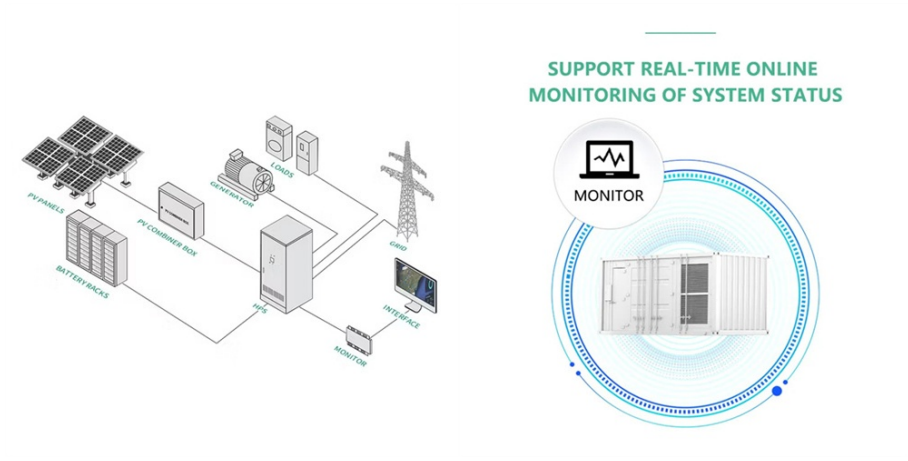 SUPPORT REAL-TIME ONLINE
MONITORING OF SYSTEM STATUS
MONITOR
LOADS
GENERATOR
PV PANELS
PV COMBINER BOX
GRID
BATTERY RACKS
HPS
INTERFACE
MONITOR